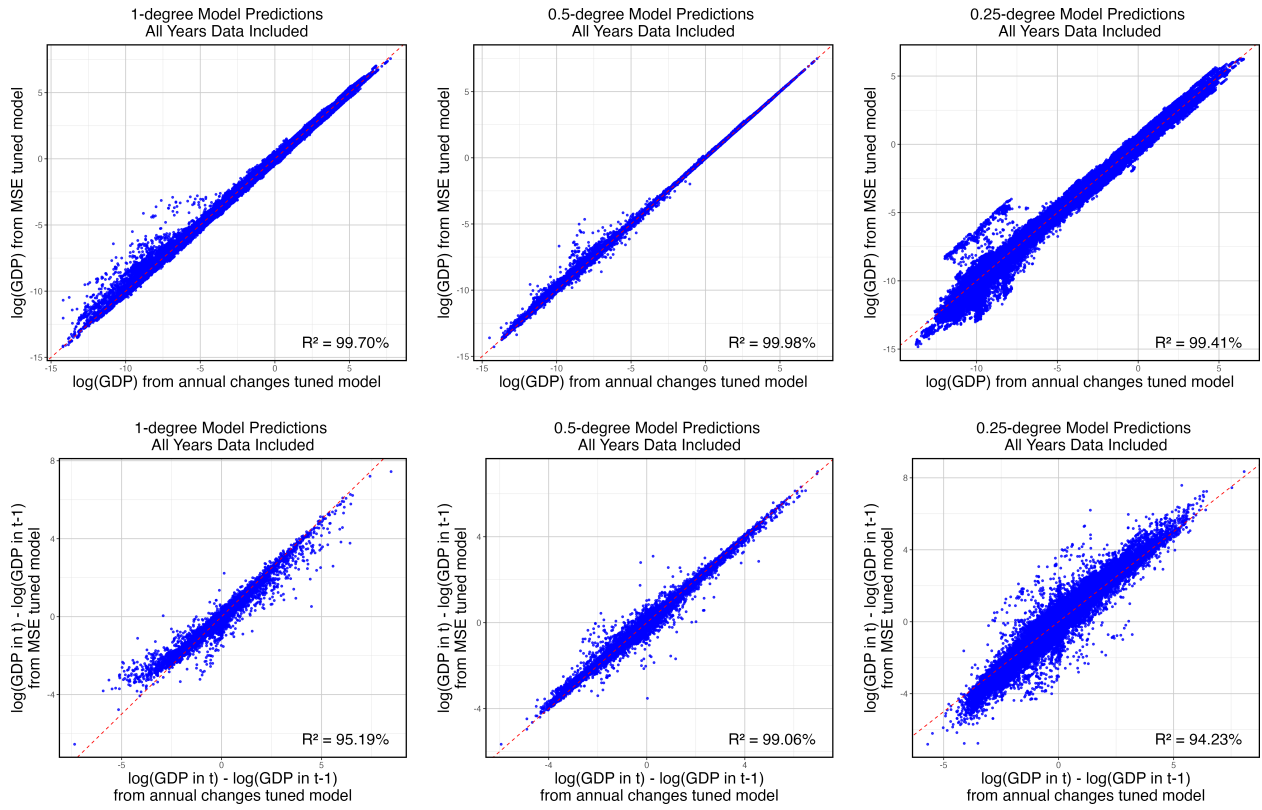 1-degree Model Predictions
All Years Data Included
log(GDP) from MSE tuned model
5
0
-5
-10
-15
R² = 99.70%
-15
-10
-5
0
5
log(GDP) from annual changes tuned model
0.5-degree Model Predictions
All Years Data Included
log(GDP) from MSE tuned model
5
0
-5
-10
-15
R² = 99.98%
-15
-10
-5
0
5
log(GDP) from annual changes tuned model
0.25-degree Model Predictions
All Years Data Included
log(GDP) from MSE tuned model
5
0
-5
-10
-15
R² = 99.41%
-10
-5
0
5
log(GDP) from annual changes tuned model
1-degree Model Predictions
All Years Data Included
log(GDP in t) - log(GDP in t-1)
from MSE tuned model
8
4
0
-4
R² = 95.19%
-5
0
5
log(GDP in t) - log(GDP in t-1)
from annual changes tuned model
0.5-degree Model Predictions
All Years Data Included
log(GDP in t) - log(GDP in t-1)
from MSE tuned model
4
0
-4
R² = 99.06%
-4
0
4
log(GDP in t) - log(GDP in t-1)
from annual changes tuned model
0.25-degree Model Predictions
All Years Data Included
log(GDP in t) - log(GDP in t-1)
from MSE tuned model
8
4
0
-4
R² = 94.23%
-5
0
5
log(GDP in t) - log(GDP in t-1)
from annual changes tuned model